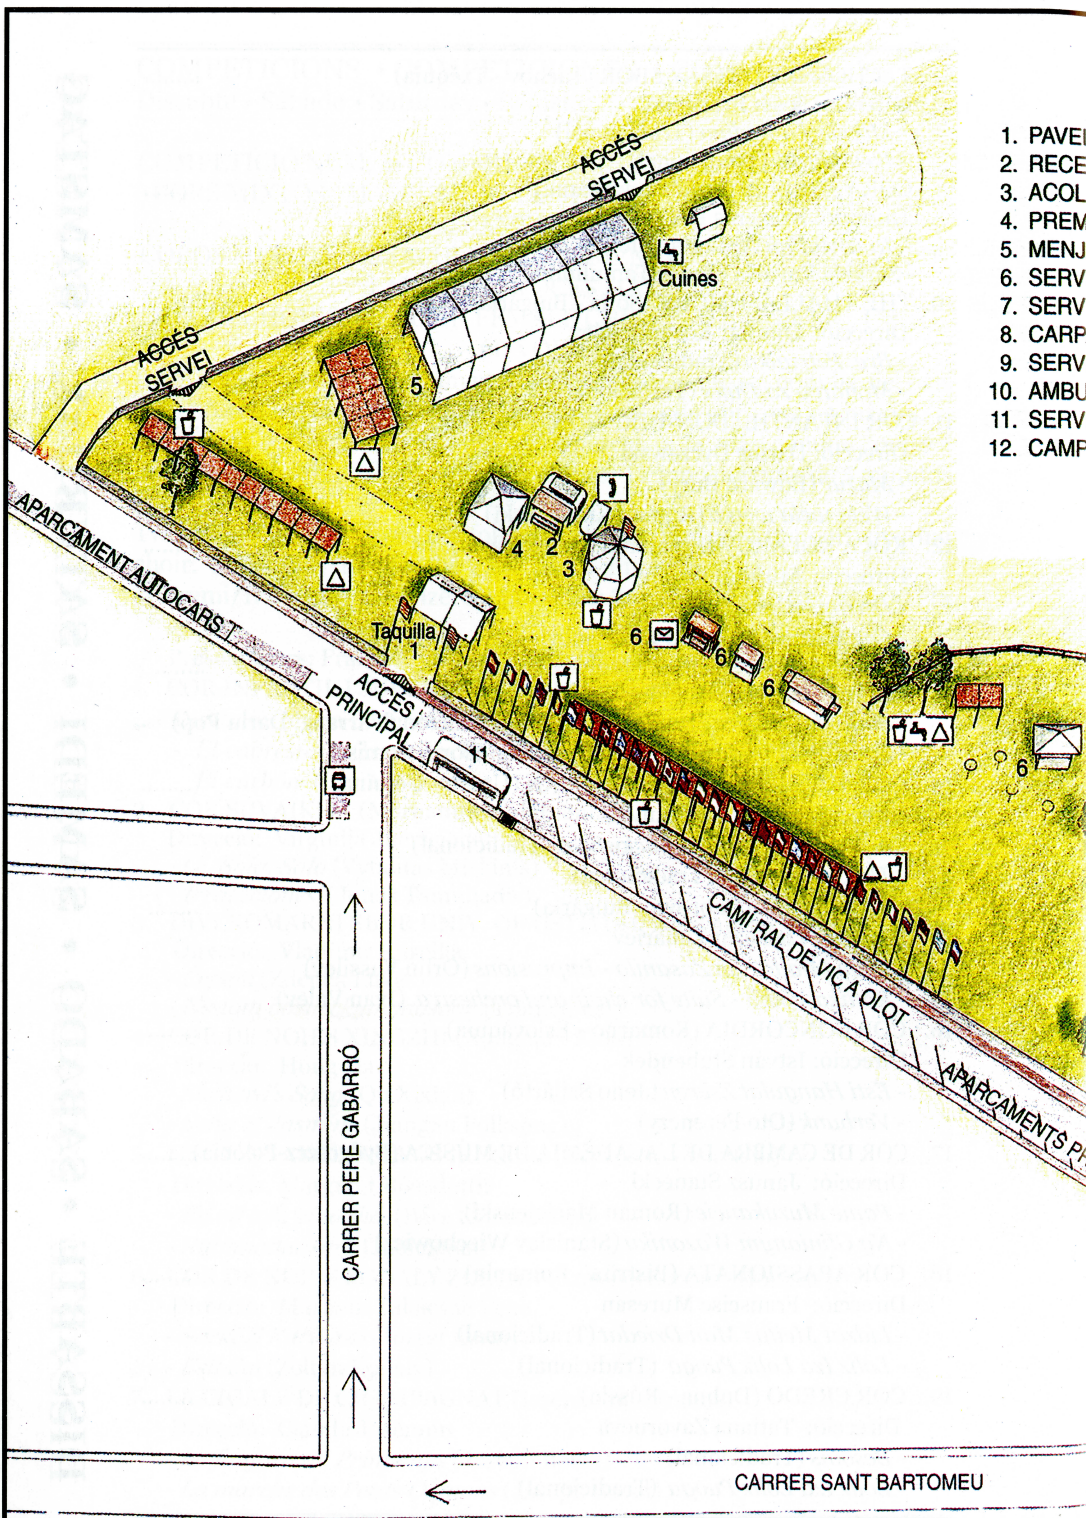 1. PAVE
2. RECE
3. ACOL
4. PREM
5. MENJ
6. SERV
7. SERV
8. CARP
9. SERV
10. AMBU
11. SERV
12. CAMP
ACCÉS
SERVEI
Cuines
ACCÉS
SERVEI
5
APARCAMENT AUTOCARS T
4
2
3
Taquilla
1
6
6
6
6
ACCÉS
PRINCIPAL
11
CAMÍ RAL DE VIC A OLOT
APARCAMENTS P
CARRER PERE GABARRÓ
CARRER SANT BARTOMEU